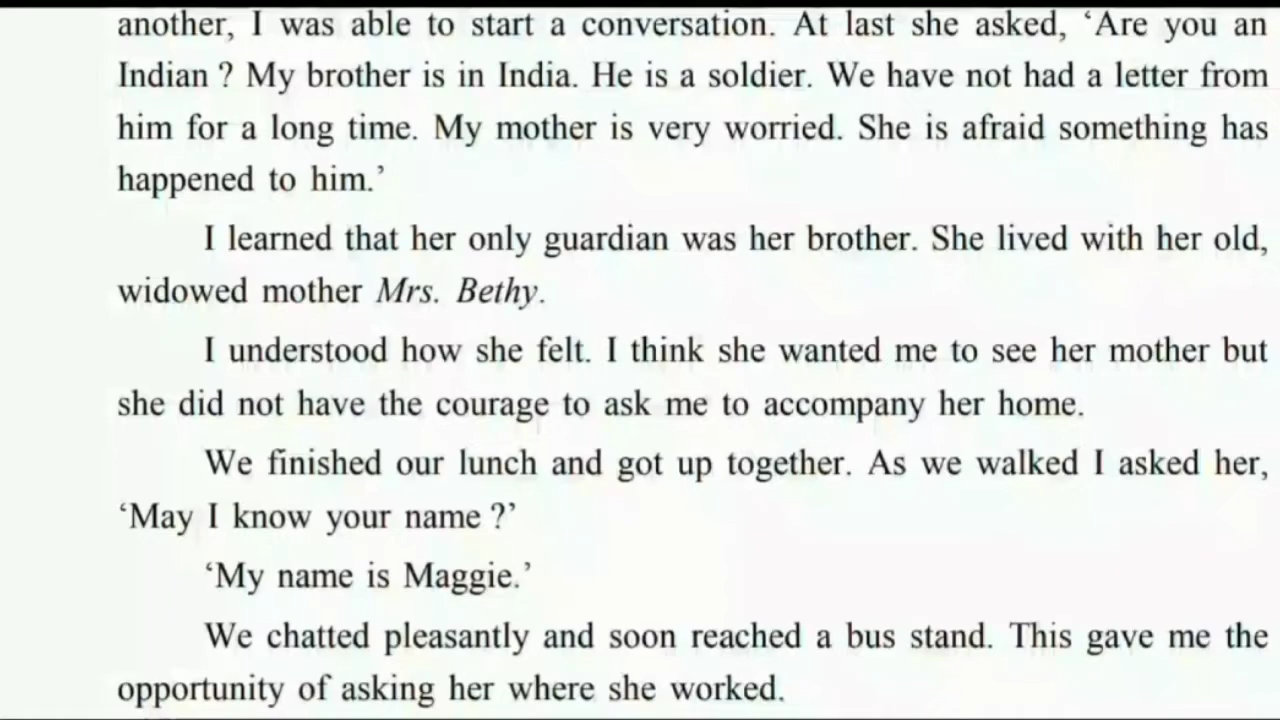 another, I was able to start a conversation. At last she asked, ‘Are you an
Indian ? My brother is in India. He is a soldier. We have not had a letter from
him for a long time. My mother is very worried. She is afraid something has
happened to him.’
I learned that her only guardian was her brother. She lived with her old,
widowed mother Mrs. Bethy.
I understood how she felt. I think she wanted me to see her mother but
she did not have the courage to ask me to accompany her home.
We finished our lunch and got up together. As we walked I asked her,
‘May I know your name ?’
‘My name is Maggie.’
We chatted pleasantly and soon reached a bus stand. This gave me the
opportunity of asking her where she worked.